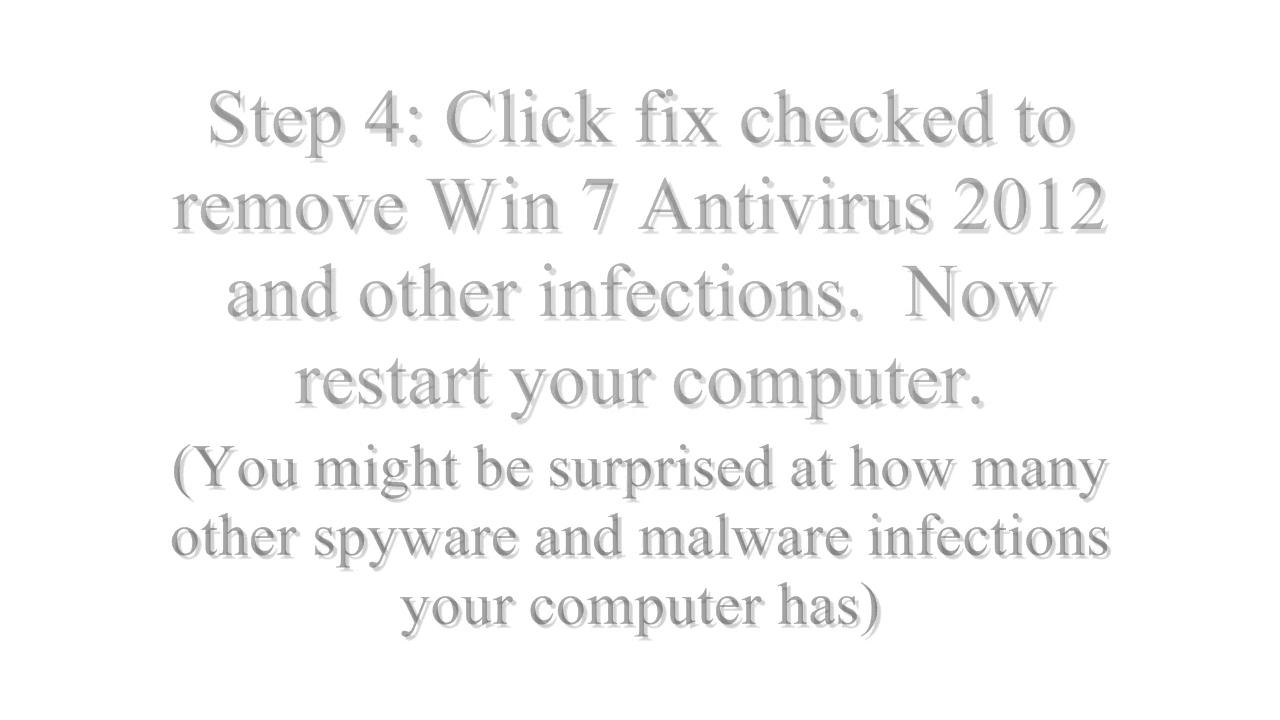 Step 4: Click fix checked to
remove Win 7 Antivirus 2012
and other infections.  Now
restart your computer.
(You might be surprised at how many
other spyware and malware infections
your computer has)